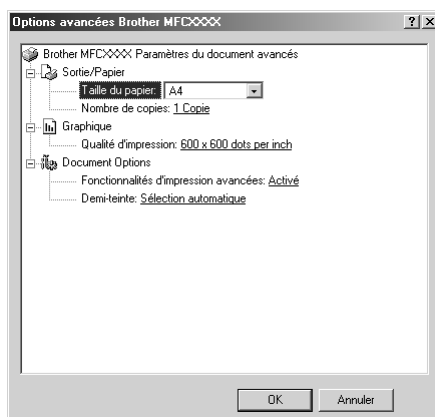 Options avancées Brother MFCXXXX
Brother MFCXXXX Paramètres du document avancés
Sortie/Papier
Taille du papier: A4
Nombre de copies: 1 Copie
Graphique
Qualité d'impression: 600 x 600 dots per inch
Document Options
Fonctionnalités d'impression avancées: Activé
Demi-teinte: Sélection automatique
OK Annuler